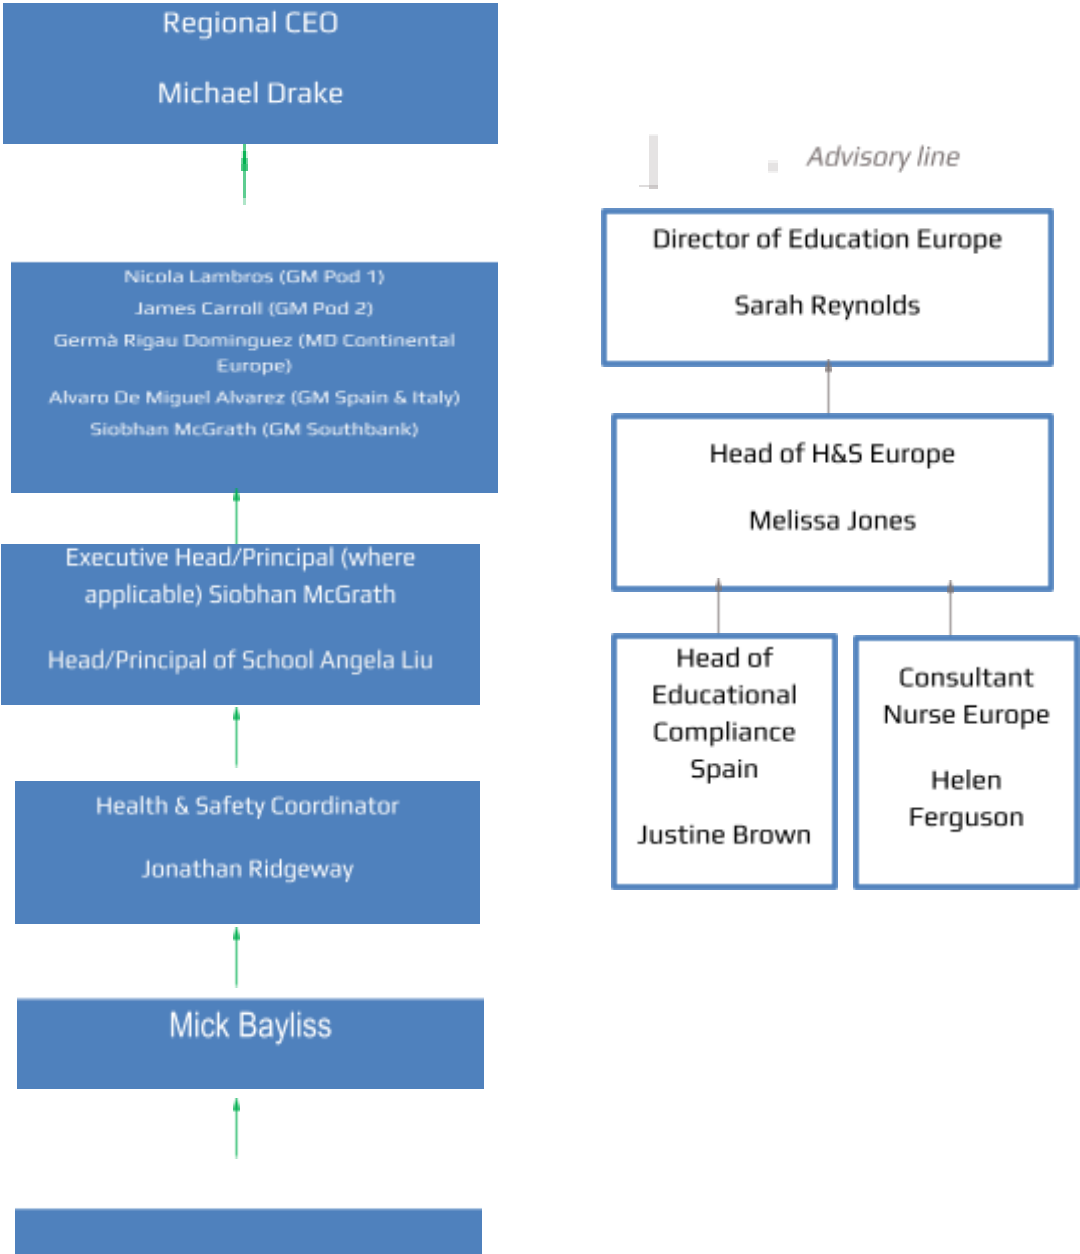 Regional CEO
Michael Drake
Nicola Lambros (GM Pod 1)
James Carroll (GM Pod 2)
Germà Rigau Dominguez (MD Continental
Europe)
Alvaro De Miguel Alvarez (GM Spain & Italy)
Siobhan McGrath (GM Southbank)
Executive Head/Principal (where
applicable) Siobhan McGrath
Head/Principal of School Angela Liu
Health & Safety Coordinator
Jonathan Ridgeway
Mick Bayliss
Advisory line
Director of Education Europe
Sarah Reynolds
Head of H&S Europe
Melissa Jones
Head of
Educational
Compliance
Spain
Justine Brown
Consultant
Nurse Europe
Helen
Ferguson